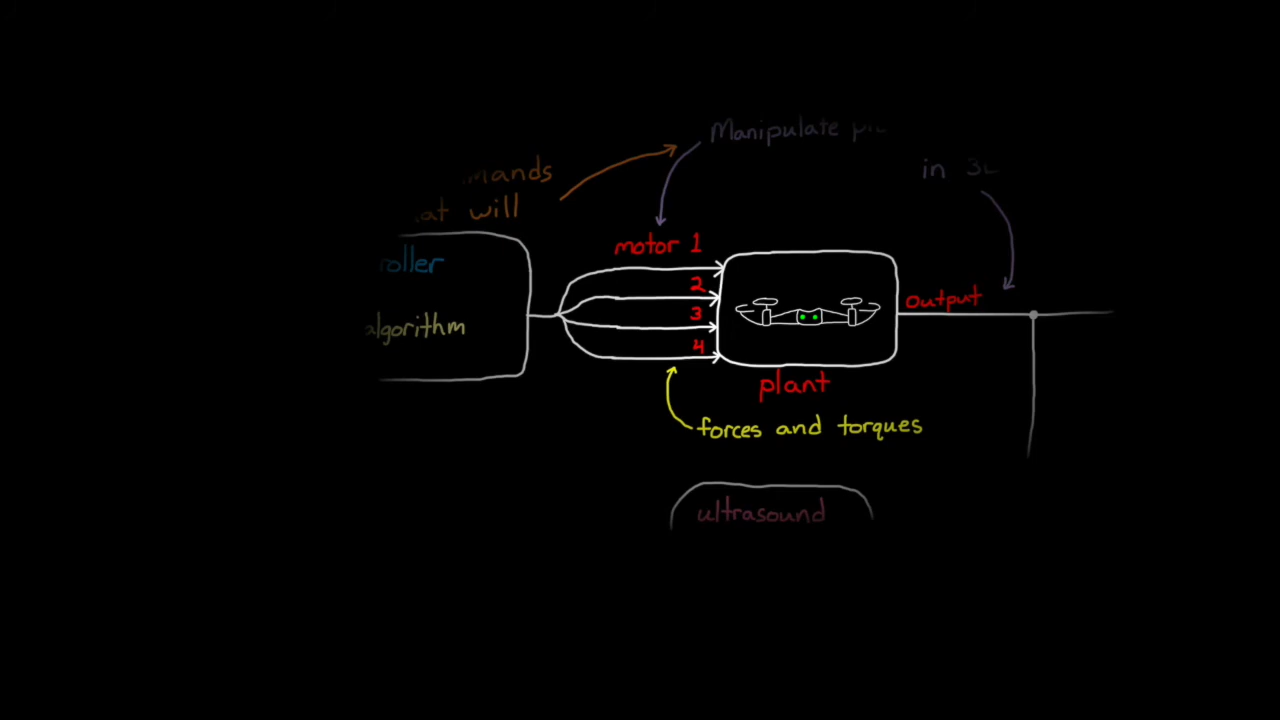 Manipulate
in 3
mands
at will
motor 1
roller
2
Output
3
algorithm
4
plant
forces and torques
ultrasound